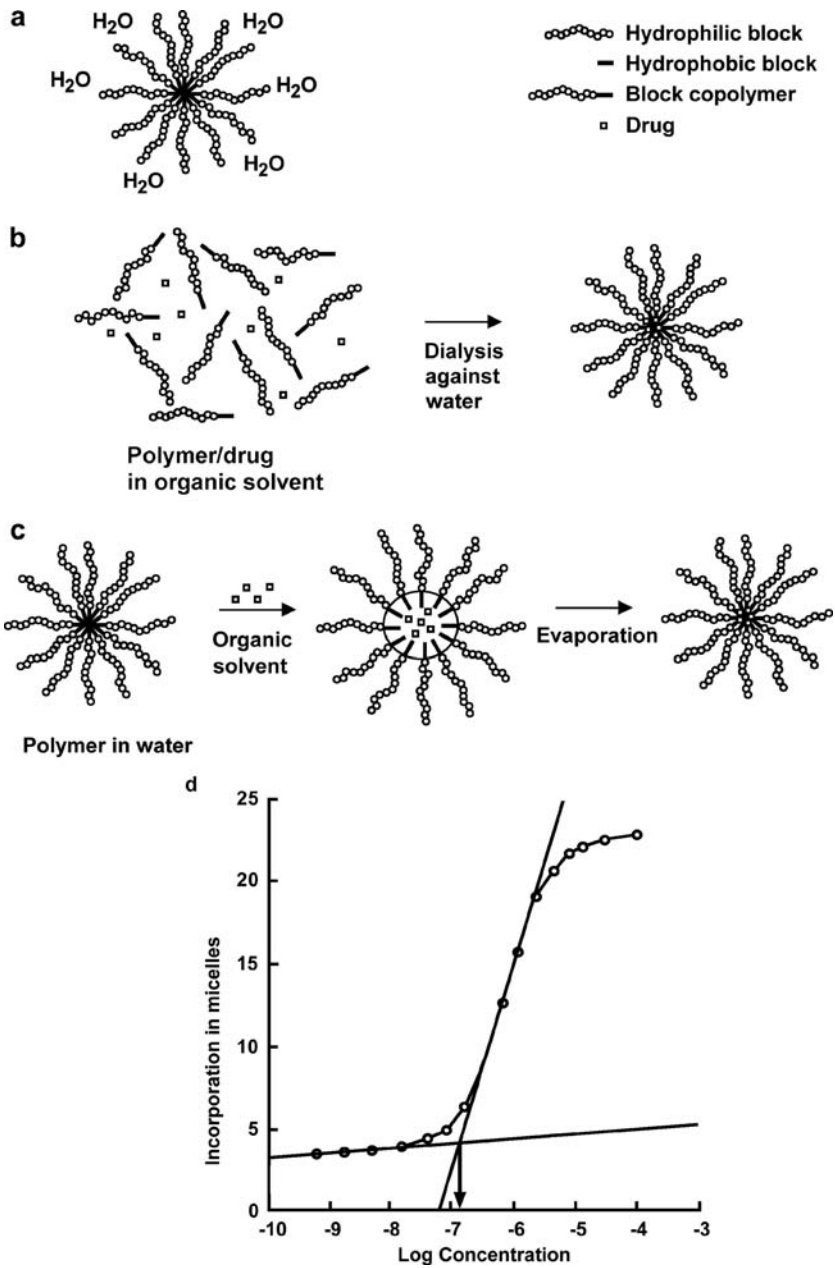 a
H2O
H2O
H2O
H2O
H2O
H2O
Hydrophilic block
Hydrophobic block
Block copolymer
Drug
b
Polymer/drug
in organic solvent
Dialysis
against
water
c
Polymer in water
Organic
solvent
Evaporation
d
Incorporation in micelles
25
20
15
10
5
0
-10
-9
-8
-7
-6
-5
-4
-3
Log Concentration